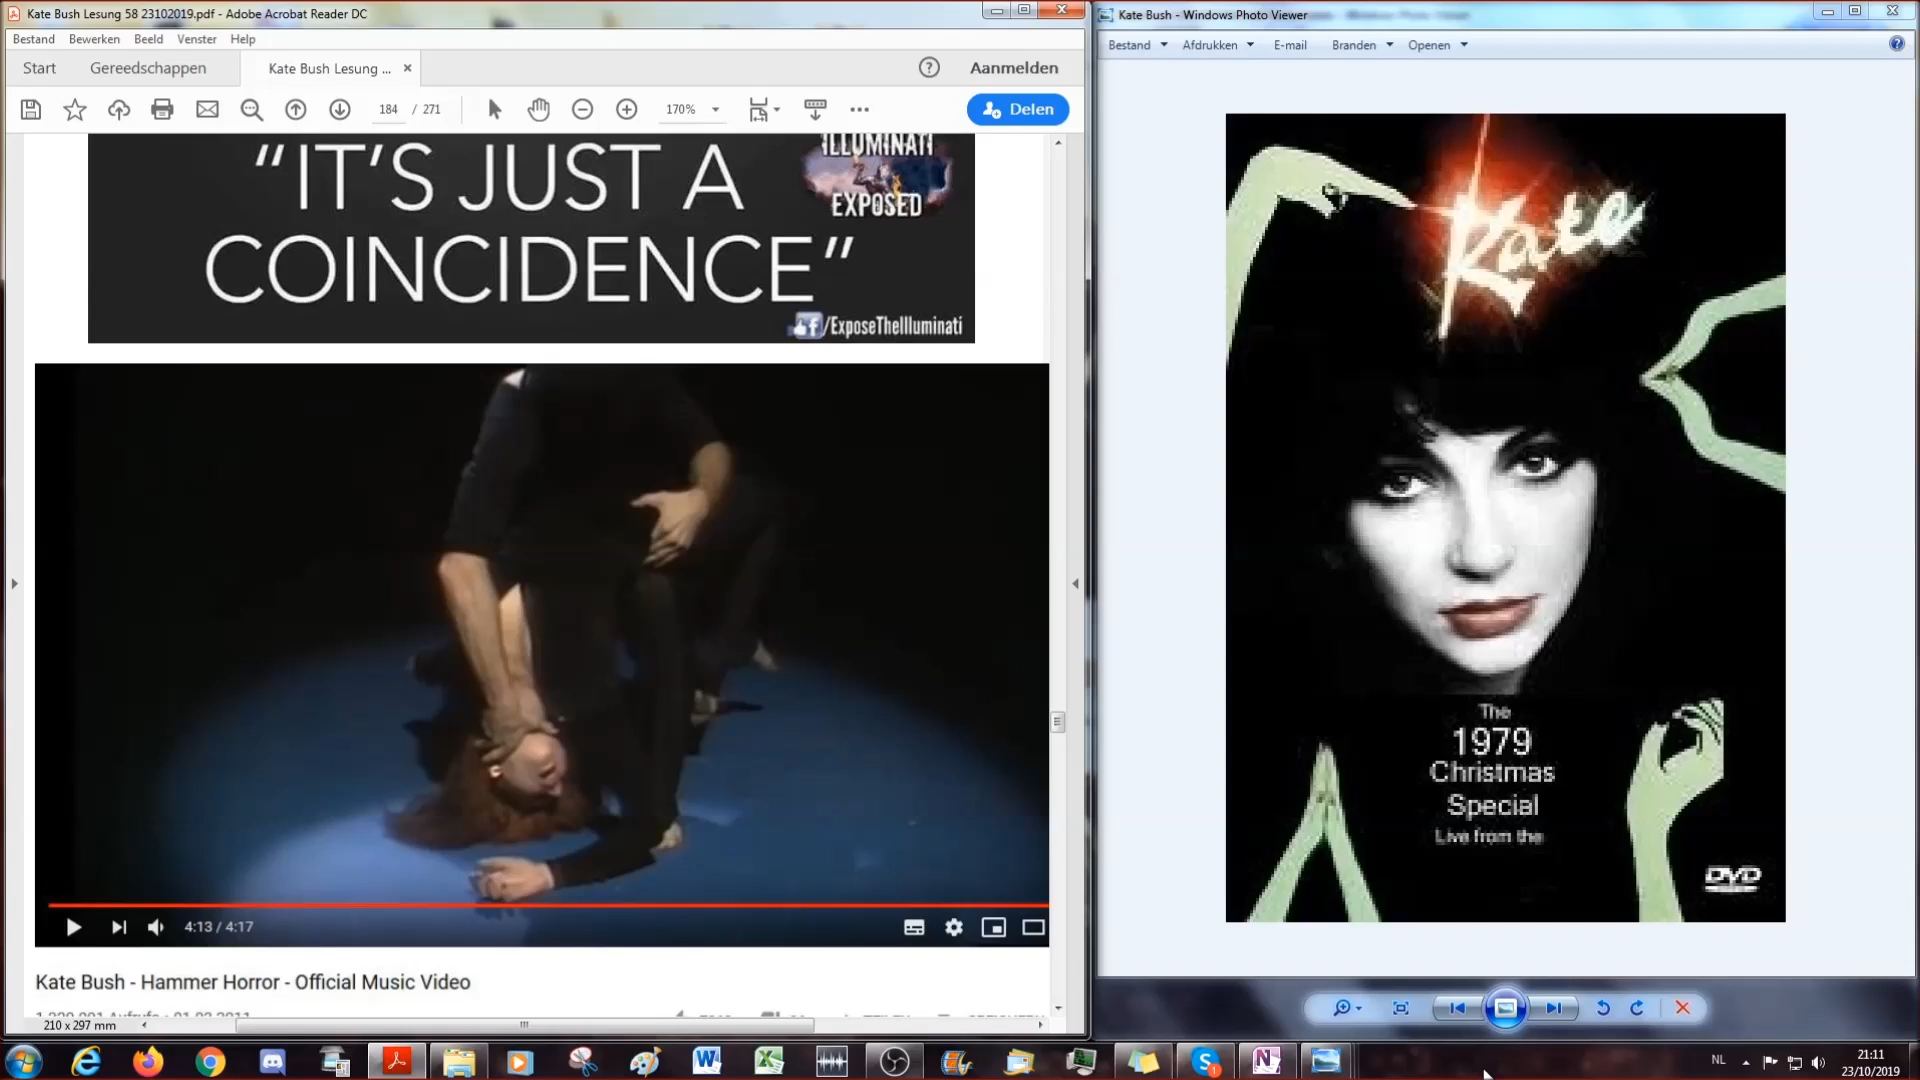 Kate Bush Lesung 58 23102019.pdf - Adobe Acrobat Reader DC
Bestand Bewerken Beeld Venster Help
Start Gereedschappen Kate Bush Lesung ... × Aanmelden
184 / 271 170% Delen
ILLUMINATI
EXPOSED
“IT’S JUST A
COINCIDENCE”
f/ExposeTheIlluminati
4:13 / 4:17
Kate Bush - Hammer Horror - Official Music Video
210 x 297 mm
Kate Bush - Windows Photo Viewer
Bestand Afdrukken E-mail Branden Openen
Kate
The
1979
Christmas
Special
Live from the
DVD
NL
21:11
23/10/2019